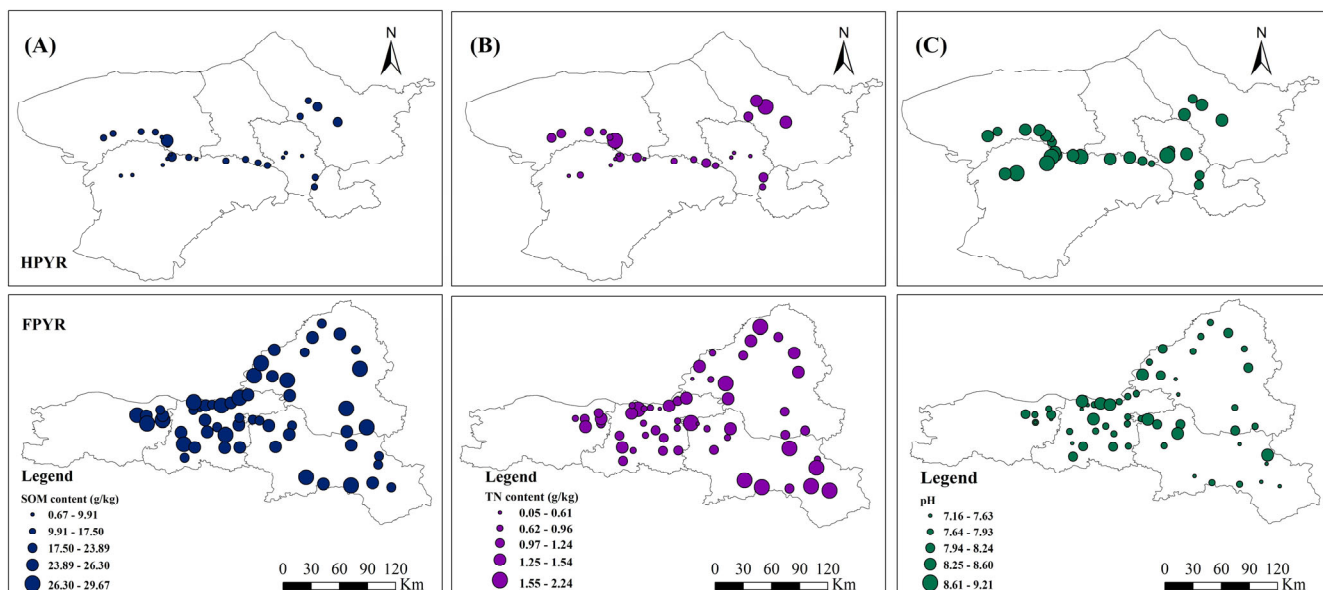 (A)
N
HPYR
(B)
N
(C)
N
FPYR
Legend
SOM content (g/kg)
0.67 - 9.91
9.91 - 17.50
17.50 - 23.89
23.89 - 26.30
26.30 - 29.67
0 30 60 90 120
Km
Legend
TN content (g/kg)
0.05 - 0.61
0.62 - 0.96
0.97 - 1.24
1.25 - 1.54
1.55 - 2.24
0 30 60 90 120
Km
Legend
pH
7.16 - 7.63
7.64 - 7.93
7.94 - 8.24
8.25 - 8.60
8.61 - 9.21
0 30 60 90 120
Km